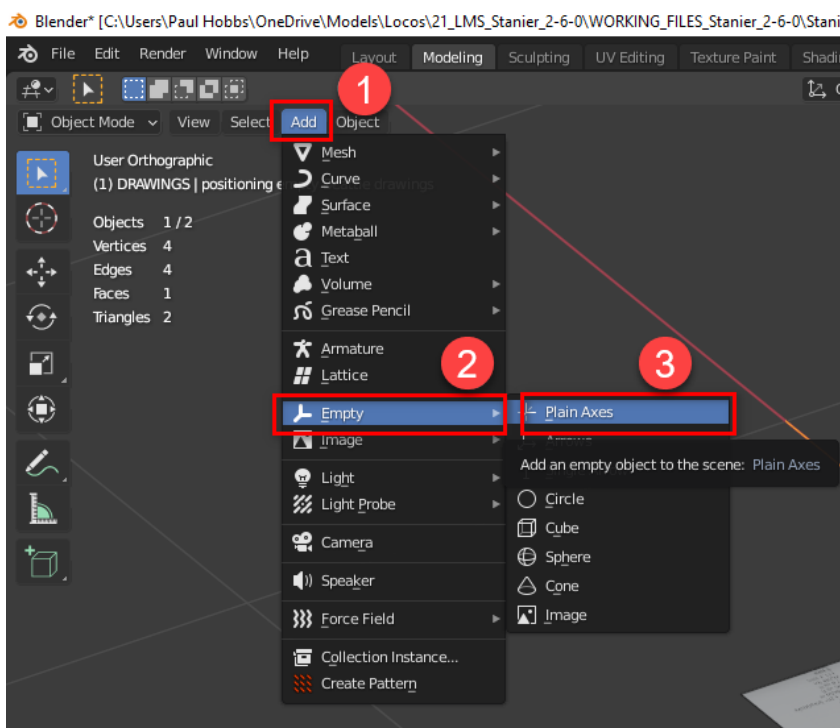 Blender* [C:\Users\Paul Hobbs\OneDrive\Models\Locos\21_LMS_Stanier_2-6-0\WORKING_FILES_Stanier_2-6-0\Stani
File Edit Render Window Help Layout Modeling Sculpting UV Editing Texture Paint Shadi
1
Object Mode View Select Add Object
User Orthographic
(1) DRAWINGS | positioning e drawings
Objects 1/2
Vertices 4
Edges 4
Faces 1
Triangles 2
Mesh
Curve
Surface
Metaball
Text
Volume
Grease Pencil
Armature
Lattice
2
3
Empty
Plain Axes
Image
Add an empty object to the scene: Plain Axes
Light
Light Probe
Circle
Cube
Camera
Sphere
Speaker
Cone
Force Field
Image
Collection Instance...
Create Pattern